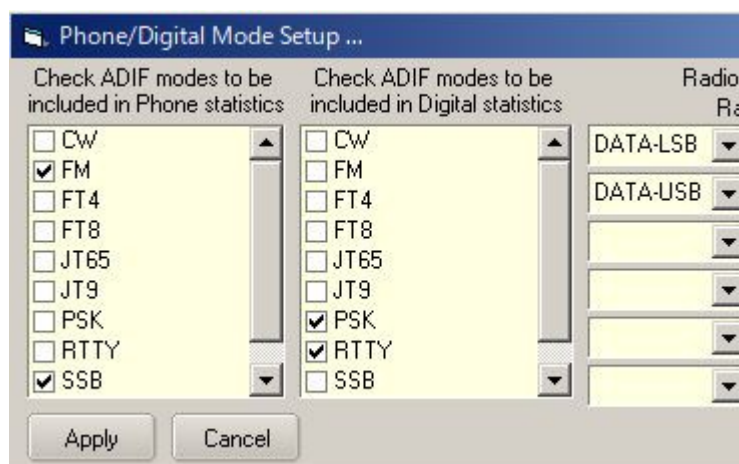 Phone/Digital Mode Setup ...
Check ADIF modes to be
included in Phone statistics
CW
FM
FT4
FT8
JT65
JT9
PSK
RTTY
SSB
Apply
Cancel
Check ADIF modes to be
included in Digital statistics
CW
FM
FT4
FT8
JT65
JT9
PSK
RTTY
SSB
Radio
Ra
DATA-LSB
DATA-USB